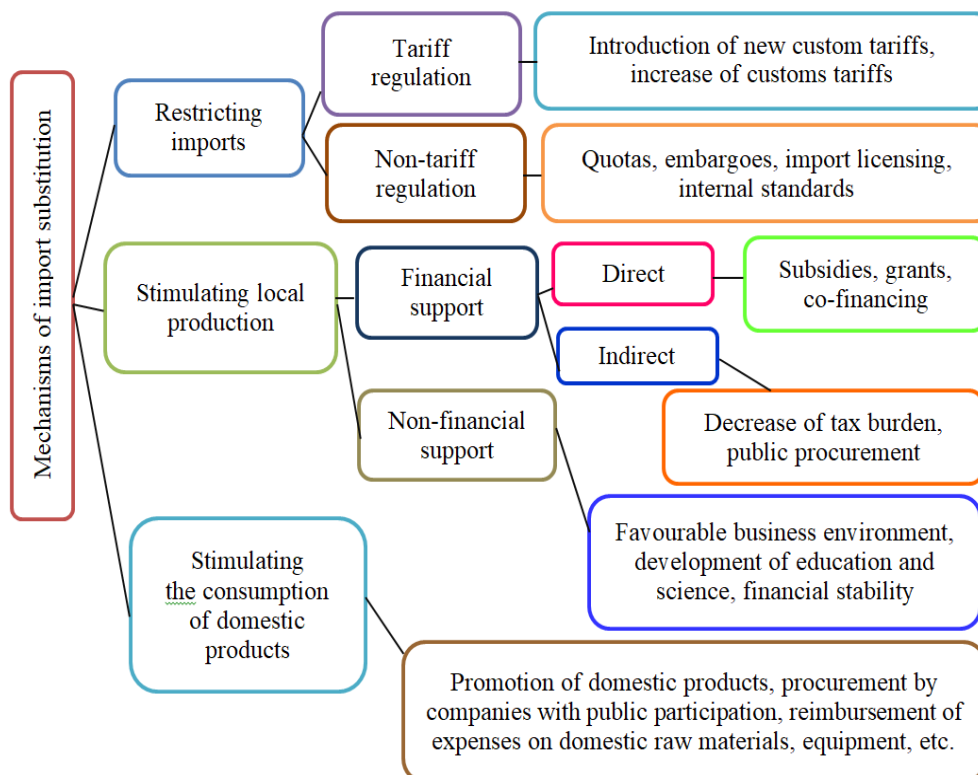 Mechanisms of import substitution
Restricting
imports
Tariff
regulation
Introduction of new custom tariffs,
increase of customs tariffs
Non-tariff
regulation
Quotas, embargoes, import licensing,
internal standards
Stimulating local
production
Financial
support
Direct
Subsidies, grants,
co-financing
Indirect
Decrease of tax burden,
public procurement
Non-financial
support
Favourable business environment,
development of education and
science, financial stability
Stimulating
the consumption
of domestic
products
Promotion of domestic products, procurement by
companies with public participation, reimbursement of
expenses on domestic raw materials, equipment, etc.